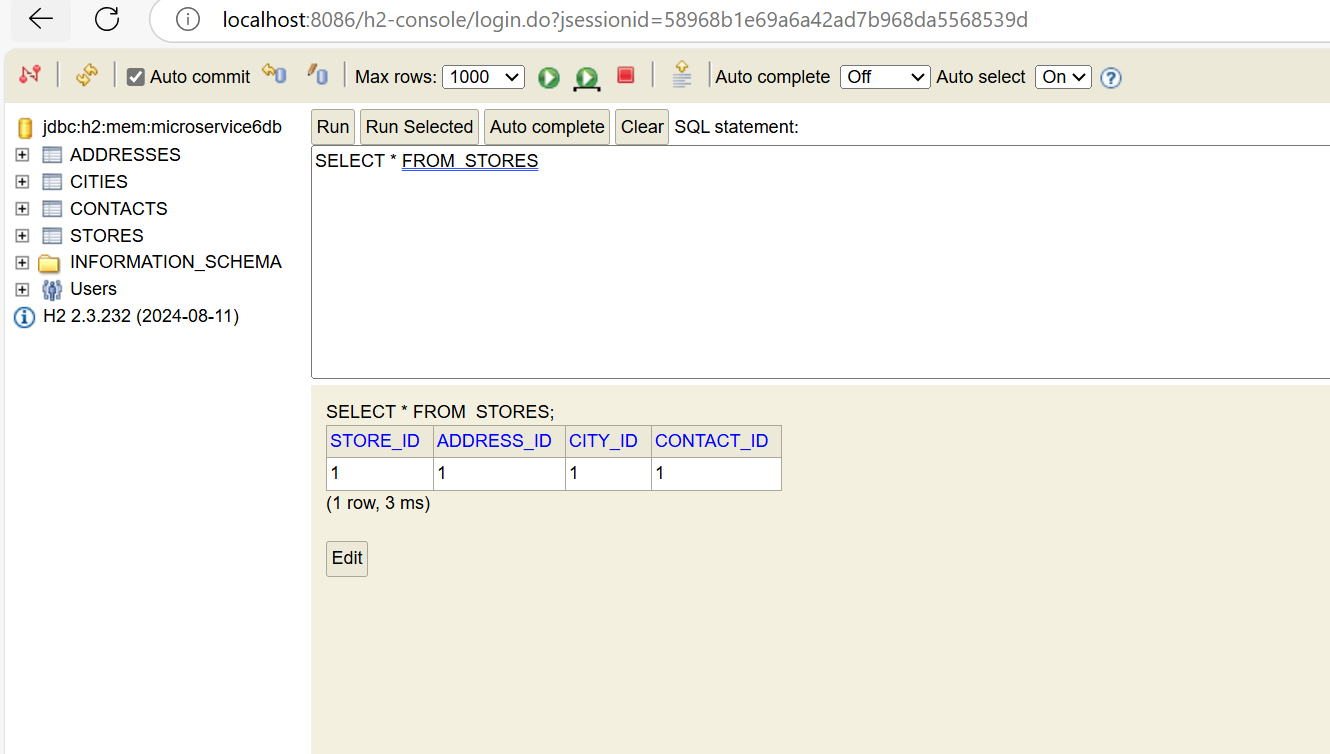 localhost:8086/h2-console/login.do?jsessionid=58968b1e69a6a42ad7b968da5568539d
Auto commit Max rows: 1000 Auto complete Off Auto select On
jdbc:h2:mem:microservice6db
ADDRESSES
CITIES
CONTACTS
STORES
INFORMATION_SCHEMA
Users
H2 2.3.232 (2024-08-11)
Run Run Selected Auto complete Clear SQL statement:
SELECT * FROM  STORES
SELECT * FROM  STORES;
STORE_ID ADDRESS_ID CITY_ID CONTACT_ID
1 1 1 1
(1 row, 3 ms)
Edit